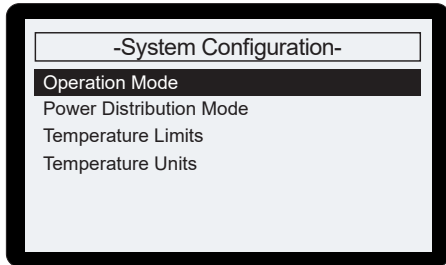 -System Configuration-
Operation Mode
Power Distribution Mode
Temperature Limits
Temperature Units